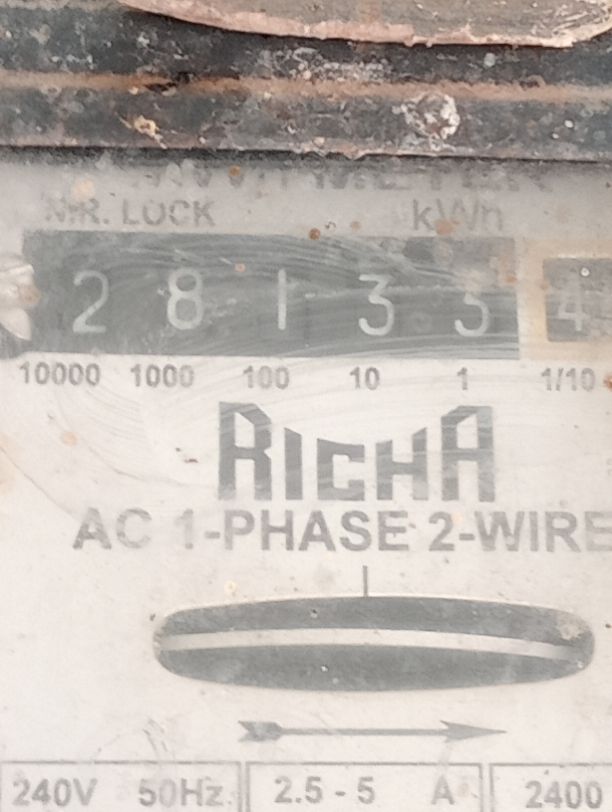 N.R. LOCK kWh
2 8 1 3 3 4
10000 1000 100 10 1 1/10
RICHA
AC 1-PHASE 2-WIRE
240V 50Hz 2.5 - 5 A 2400